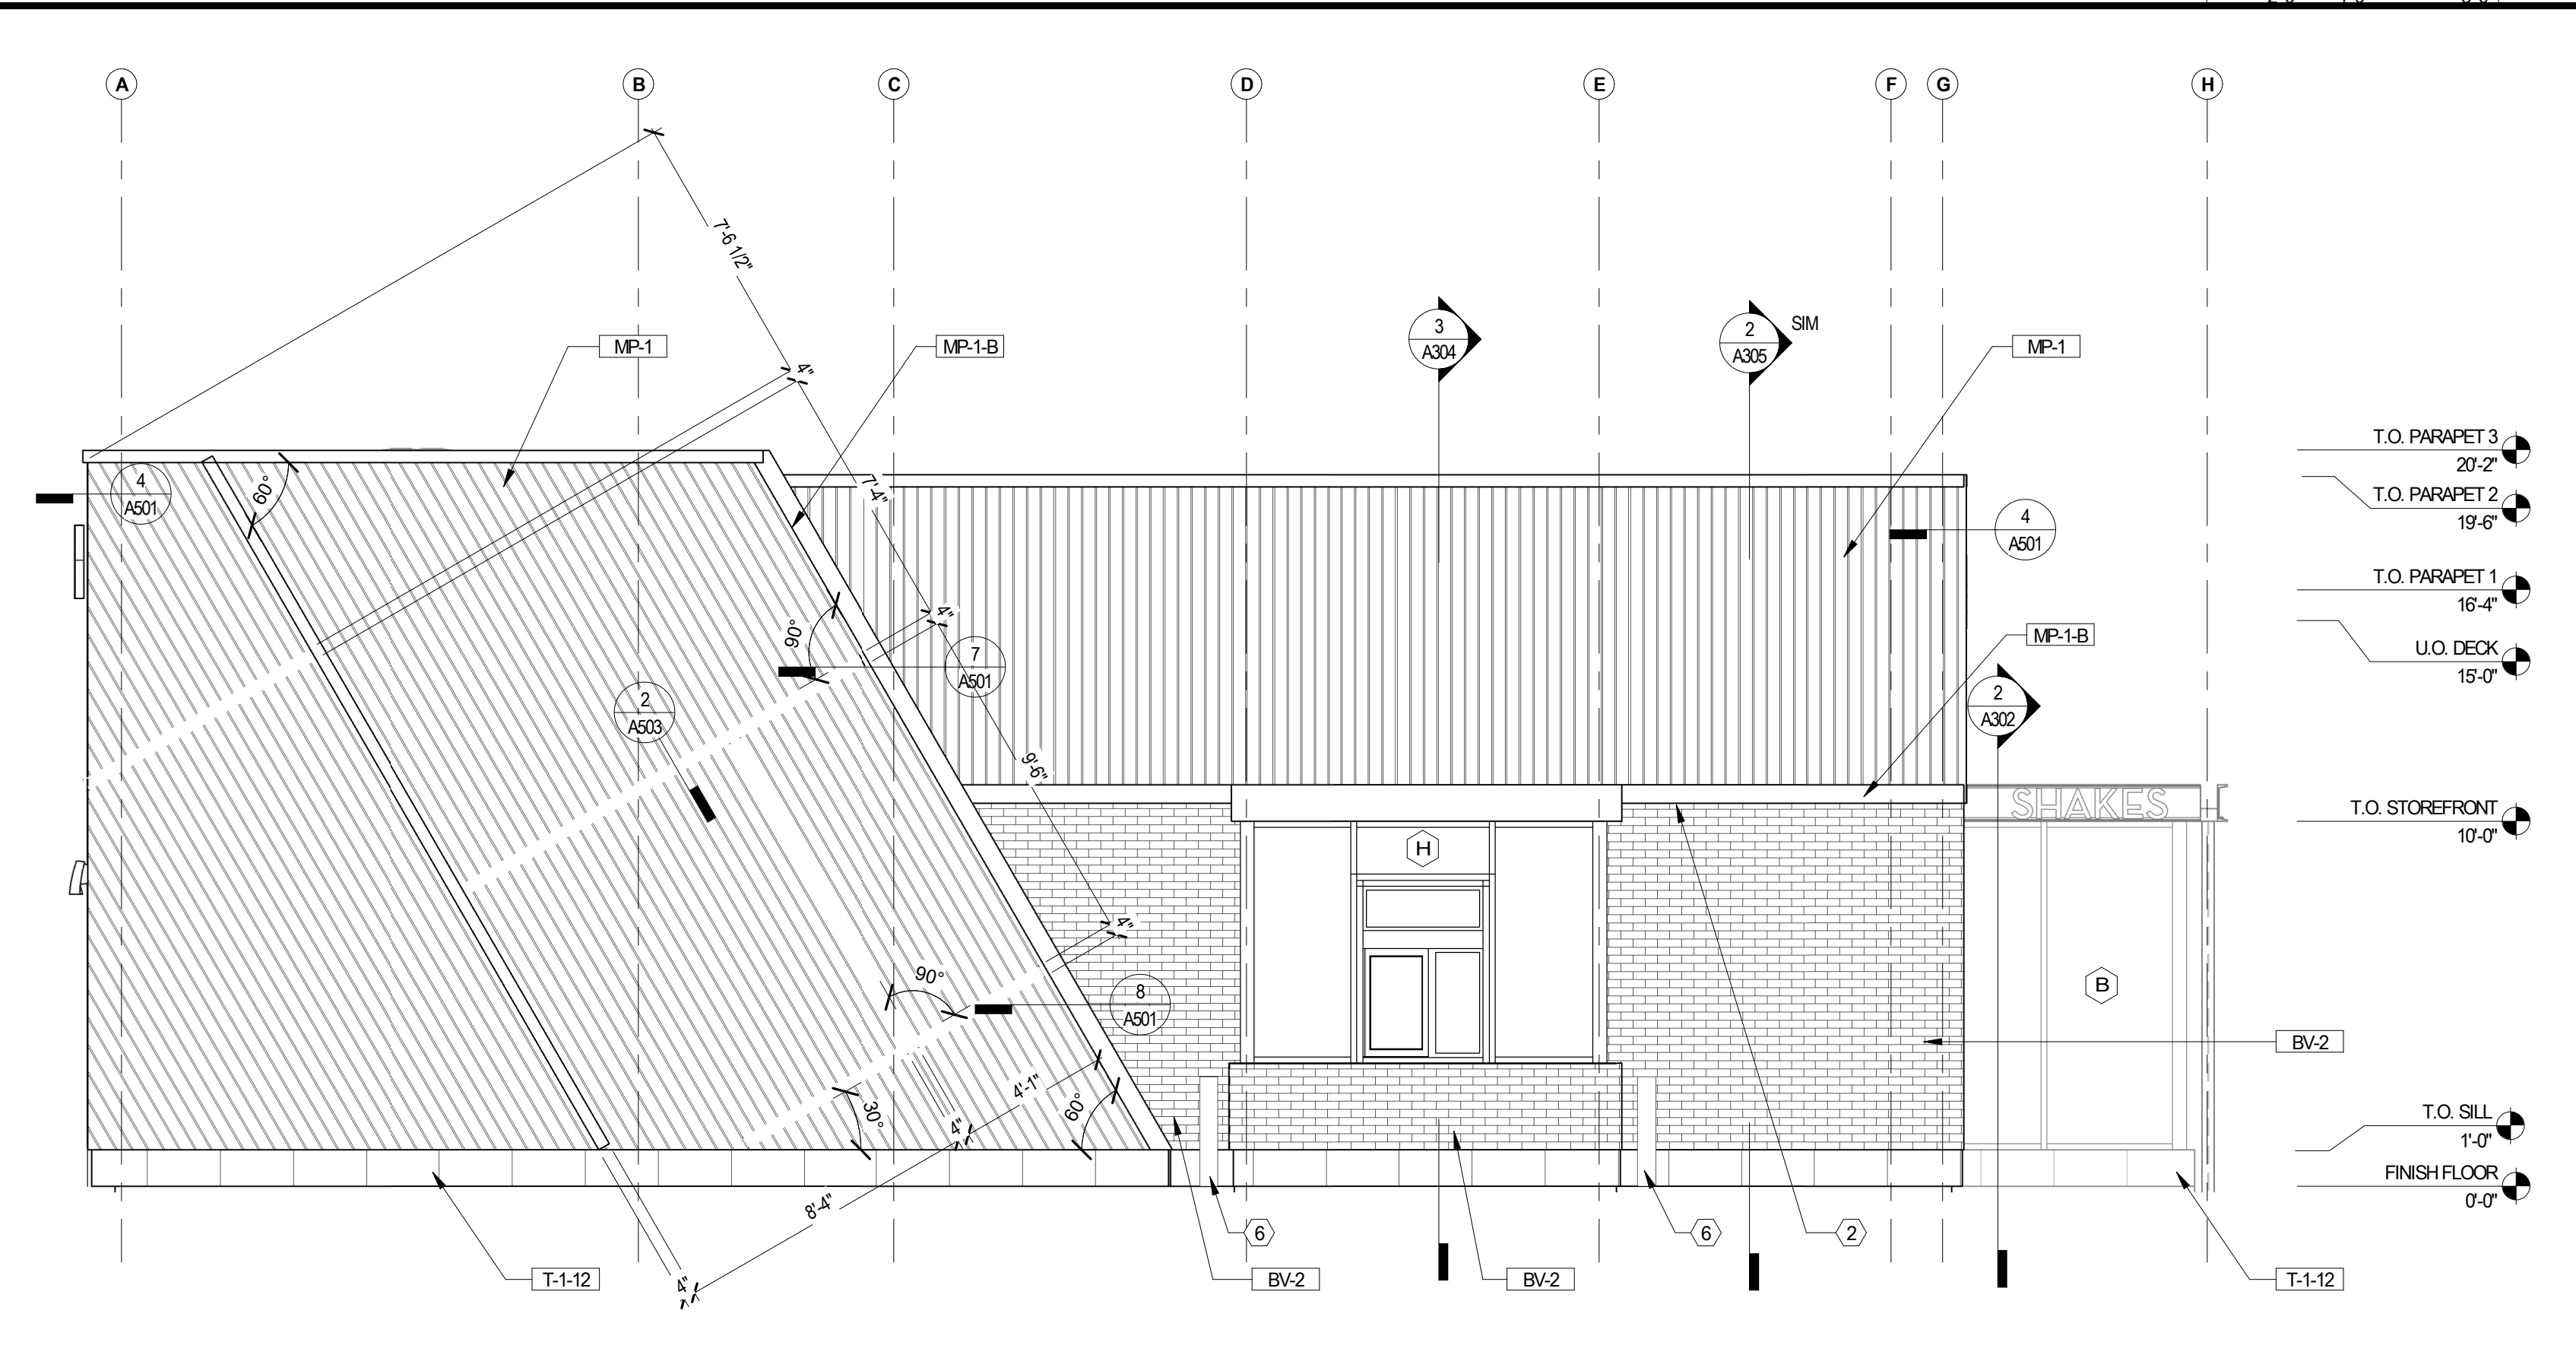 A
B
C
D
E
F
G
H
7'-6 1/2"
MP-1
4"
MP-1-B
3
A304
2
A305
SIM
MP-1
T.O. PARAPET 3
20'-2"
T.O. PARAPET 2
19'-6"
T.O. PARAPET 1
16'-4"
U.O. DECK
15'-0"
T.O. STOREFRONT
10'-0"
T.O. SILL
1'-0"
FINISH FLOOR
0'-0"
4
A501
60°
7'-4"
4
A501
90°
4"
7
A501
MP-1-B
2
A503
2
A302
9'-6"
SHAKES
H
4"
90°
8
A501
B
BV-2
30°
4'-1"
60°
4"
8'-4"
4"
6
6
2
T-1-12
BV-2
BV-2
T-1-12